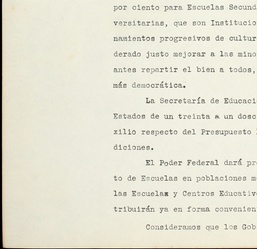 por ciento para Escuelas Secund
versitarias, que son Institucio
namientos progresivos de cultur
derado justo mejorar a las mino
antes repartir el bien a todos,
más democrática.
La Secretaría de Educaci
Estados de un treinta a un dosc
xilio respecto del Presupuesto
diciones.
El Poder Federal dará pre
to de Escuelas en poblaciones m
las Escuelas y Centros Educativo
tribuirán ya en forma convenien
Consideramos que los Gob